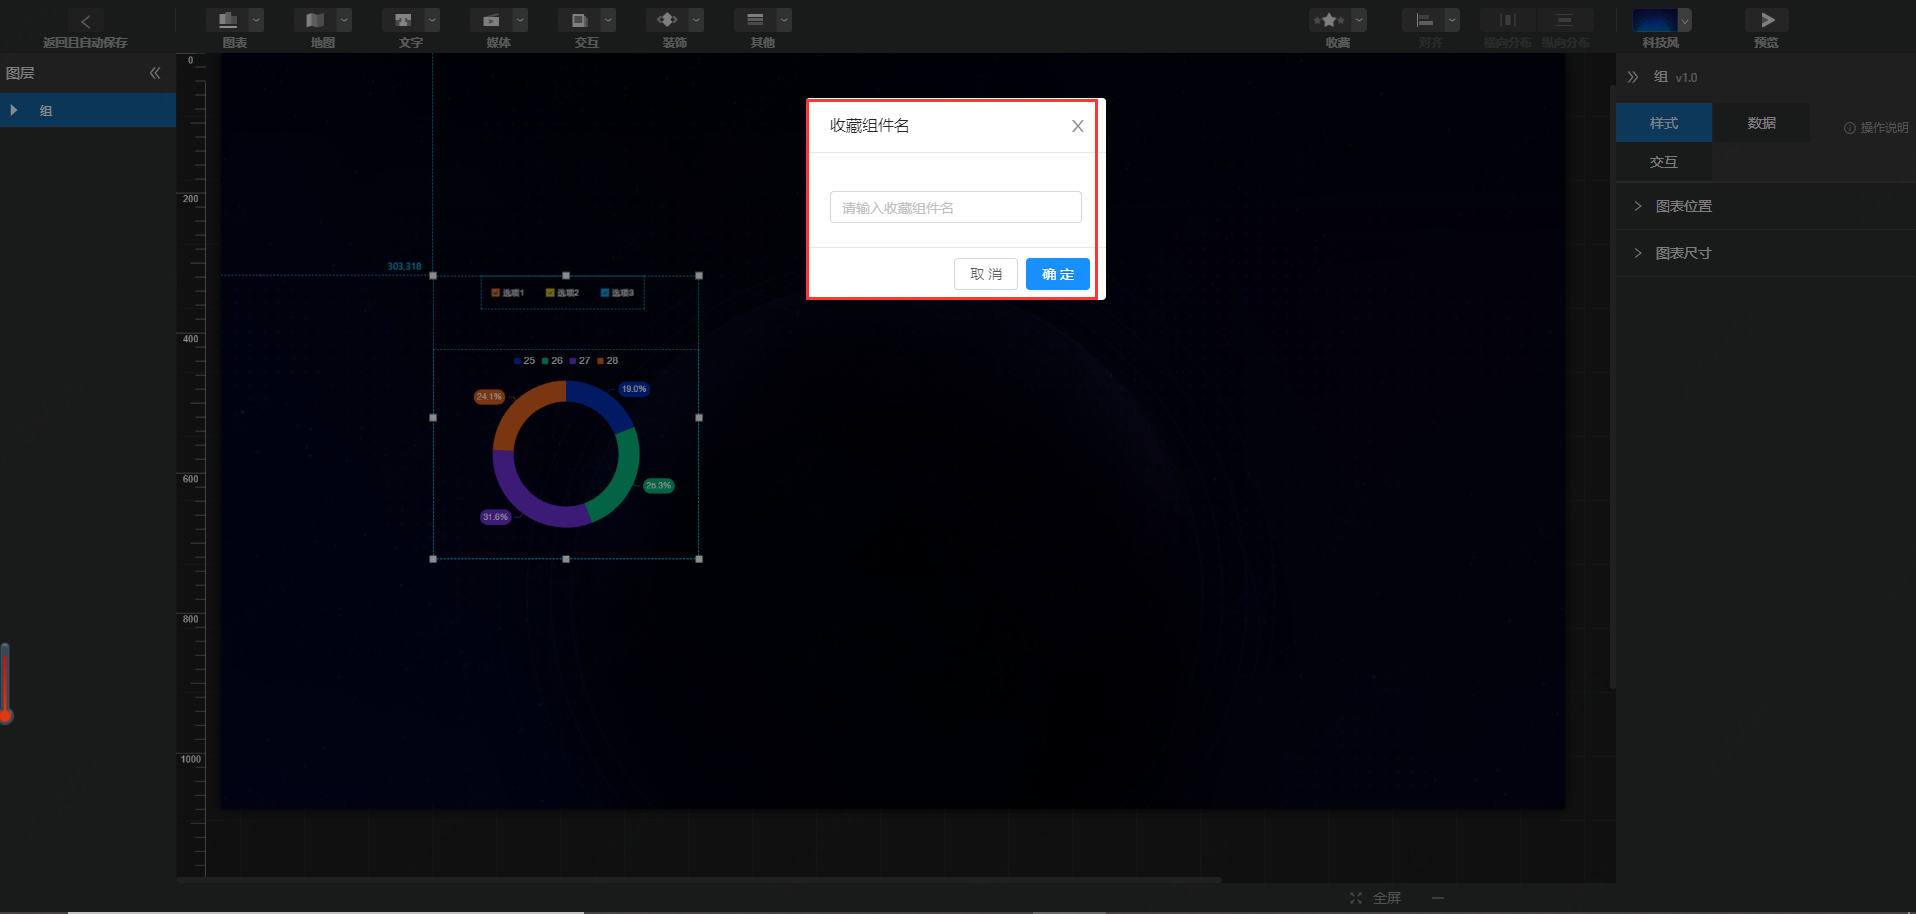 返回且自动保存
图表
地图
文字
媒体
交互
装饰
其他
收藏
对齐
横向分布
纵向分布
科技风
预览
图层
组
0
200
400
600
800
1000
303,318
选项1
选项2
选项3
25 26 27 28
19.0%
24.1%
25.3%
31.6%
收藏组件名
请输入收藏组件名
取 消
确 定
组 v1.0
样式
数据
操作说明
交互
图表位置
图表尺寸
全屏